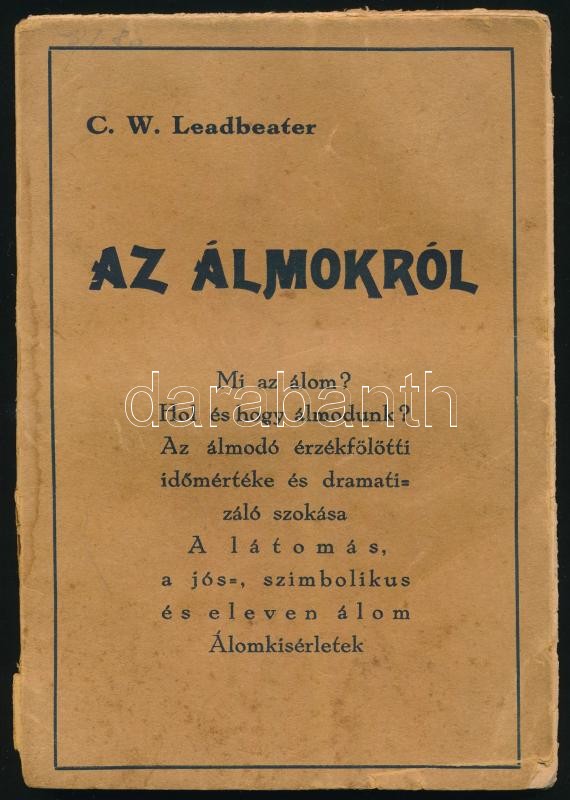 C. W. Leadbeater
AZ ÁLMOKRÓL
Mi az álom?
Hol és hogy álmodunk?
Az álmodó érzékfölötti
időmértéke és dramati=
záló szokása
A látomás,
a jós=, szimbolikus
és eleven álom
Álomkisérletek
darabanth